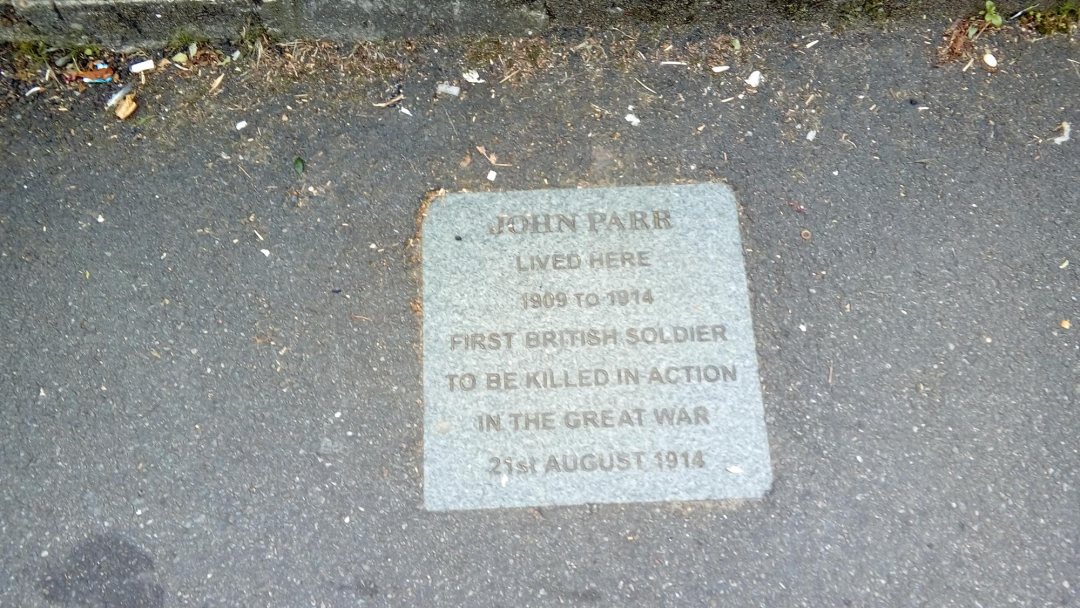 JOHN PARR
LIVED HERE
1909 TO 1914
FIRST BRITISH SOLDIER
TO BE KILLED IN ACTION
IN THE GREAT WAR
21st AUGUST 1914